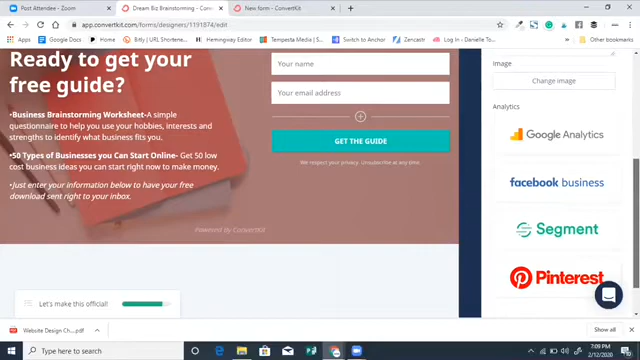 Post Attendee - Zoom
Dream Biz Brainstorming - Conve
New form - ConvertKit
app.convertkit.com/forms/designers/1191874/edit
Bitly | URL Shortene
Hemingway Editor
Tempesta Media | C
Switch to Anchor
Zencastr
Log In ‹ Danielle To
Other bookmarks
Ready to get your
free guide?
•Business Brainstorming Worksheet-A simple
questionnaire to help you use your hobbies, interests and
strengths to identify what business fits you.
•50 Types of Businesses you Can Start Online- Get 50 low
cost business ideas you can start right now to make money.
•Just enter your information below to have your free
download sent right to your inbox.
Your name
Your email address
GET THE GUIDE
We respect your privacy. Unsubscribe at any time.
Powered By ConvertKit
Image
Change image
Analytics
Google Analytics
facebook business
Segment
Pinterest
Let's make this official!
Website Design Ch....pdf
Show all
Type here to search
7:09 PM
2/12/2020